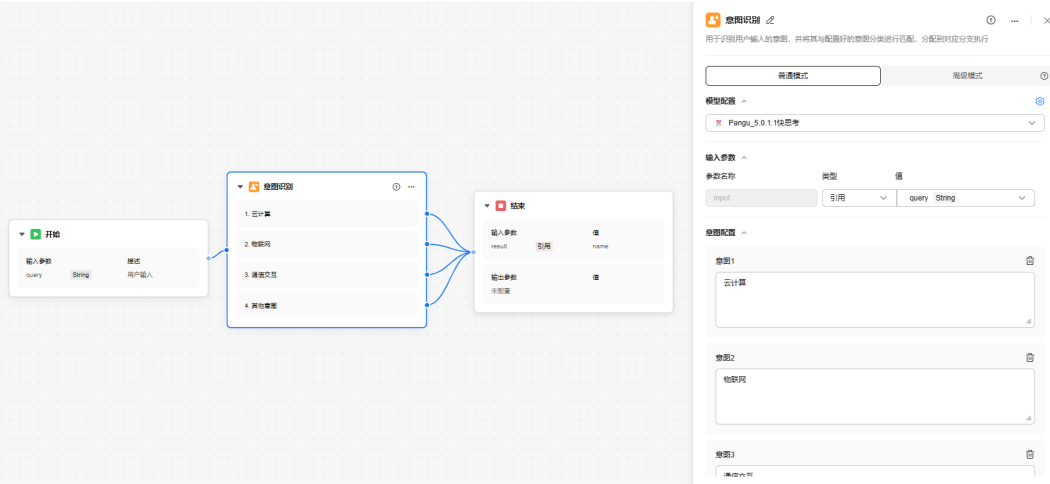 开始
输入参数 描述
query String 用户输入
意图识别
1. 云计算
2. 物联网
3. 通信交互
4. 其他意图
结束
输入参数 值
result 引用 name
输出参数 值
未配置
意图识别
用于识别用户输入的意图，并将其与配置好的意图分类进行匹配，分配到对应分支执行
普通模式 高级模式
模型配置
Pangu_5.0.1.1快思考
输入参数
参数名称 类型 值
input 引用 query String
意图配置
意图1
云计算
意图2
物联网
意图3
通信交互